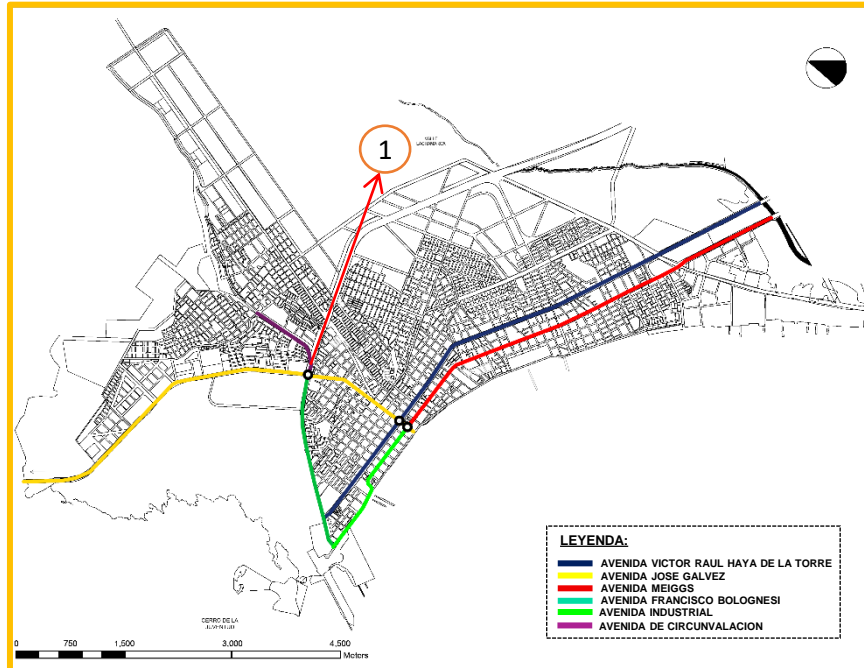 1
LEYENDA:
AVENIDA VICTOR RAUL HAYA DE LA TORRE
AVENIDA JOSE GALVEZ
AVENIDA MEIGGS
AVENIDA FRANCISCO BOLOGNESI
AVENIDA INDUSTRIAL
AVENIDA DE CIRCUNVALACION
CERRO DE LA
JUVENTUD
0 750 1,500 3,000 4,500
Meters